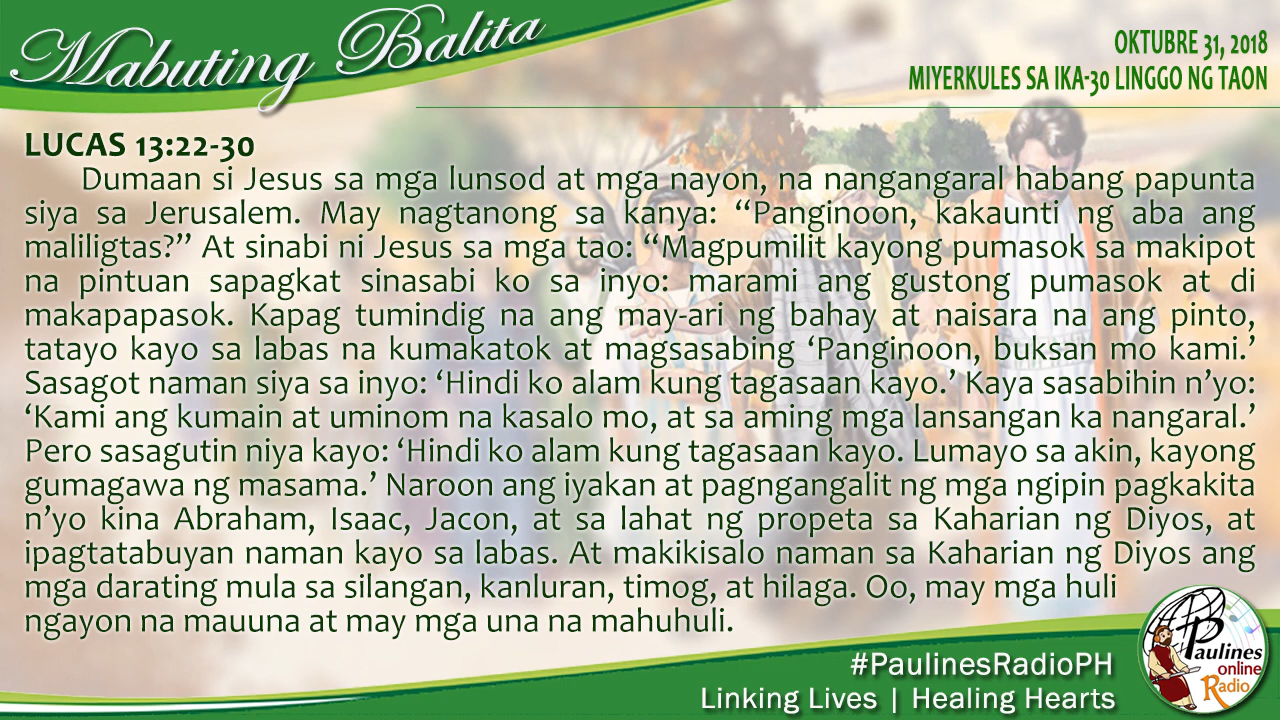 Mabuting Balita
OKTUBRE 31, 2018
MIYERKULES SA IKA-30 LINGGO NG TAON
LUCAS 13:22-30
Dumaan si Jesus sa mga lunsod at mga nayon, na nangangaral habang papunta
siya sa Jerusalem. May nagtanong sa kanya: “Panginoon, kakaunti ng aba ang
maliligtas?” At sinabi ni Jesus sa mga tao: “Magpumilit kayong pumasok sa makipot
na pintuan sapagkat sinasabi ko sa inyo: marami ang gustong pumasok at di
makapapasok. Kapag tumindig na ang may-ari ng bahay at naisara na ang pinto,
tatayo kayo sa labas na kumakatok at magsasabing ‘Panginoon, buksan mo kami.’
Sasagot naman siya sa inyo: ‘Hindi ko alam kung tagasaan kayo.’ Kaya sasabihin n’yo:
‘Kami ang kumain at uminom na kasalo mo, at sa aming mga lansangan ka nangaral.’
Pero sasagutin niya kayo: ‘Hindi ko alam kung tagasaan kayo. Lumayo sa akin, kayong
gumagawa ng masama.’ Naroon ang iyakan at pagngangalit ng mga ngipin pagkakita
n’yo kina Abraham, Isaac, Jacon, at sa lahat ng propeta sa Kaharian ng Diyos, at
ipagtatabuyan naman kayo sa labas. At makikisalo naman sa Kaharian ng Diyos ang
mga darating mula sa silangan, kanluran, timog, at hilaga. Oo, may mga huli
ngayon na mauuna at may mga una na mahuhuli.
#PaulinesRadioPH
Linking Lives | Healing Hearts
Paulines
online
Radio